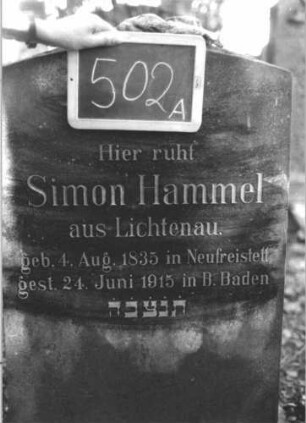 502A
Hier ruht
Simon Hammel
aus Lichtenau.
geb. 4. Aug. 1835 in Neufreistett
gest. 24. Juni 1915 in B. Baden
תנצבה